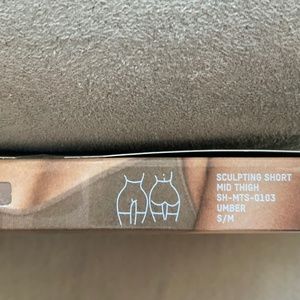 SCULPTING SHORT
MID THIGH
SH-MTS-0103
UMBER
S/M